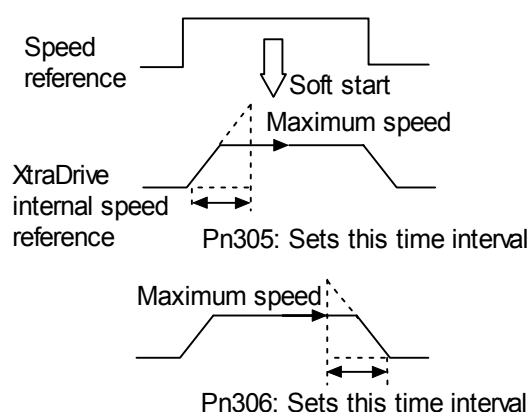 Speed
reference
Soft start
Maximum speed
XtraDrive
internal speed
reference
Pn305: Sets this time interval
Maximum speed
Pn306: Sets this time interval